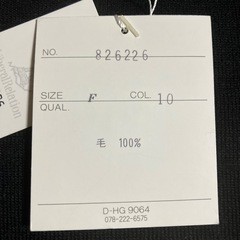 NO. 826226
SIZE F COL. 10
QUAL.
毛 100%
D-HG 9064
078-222-6575